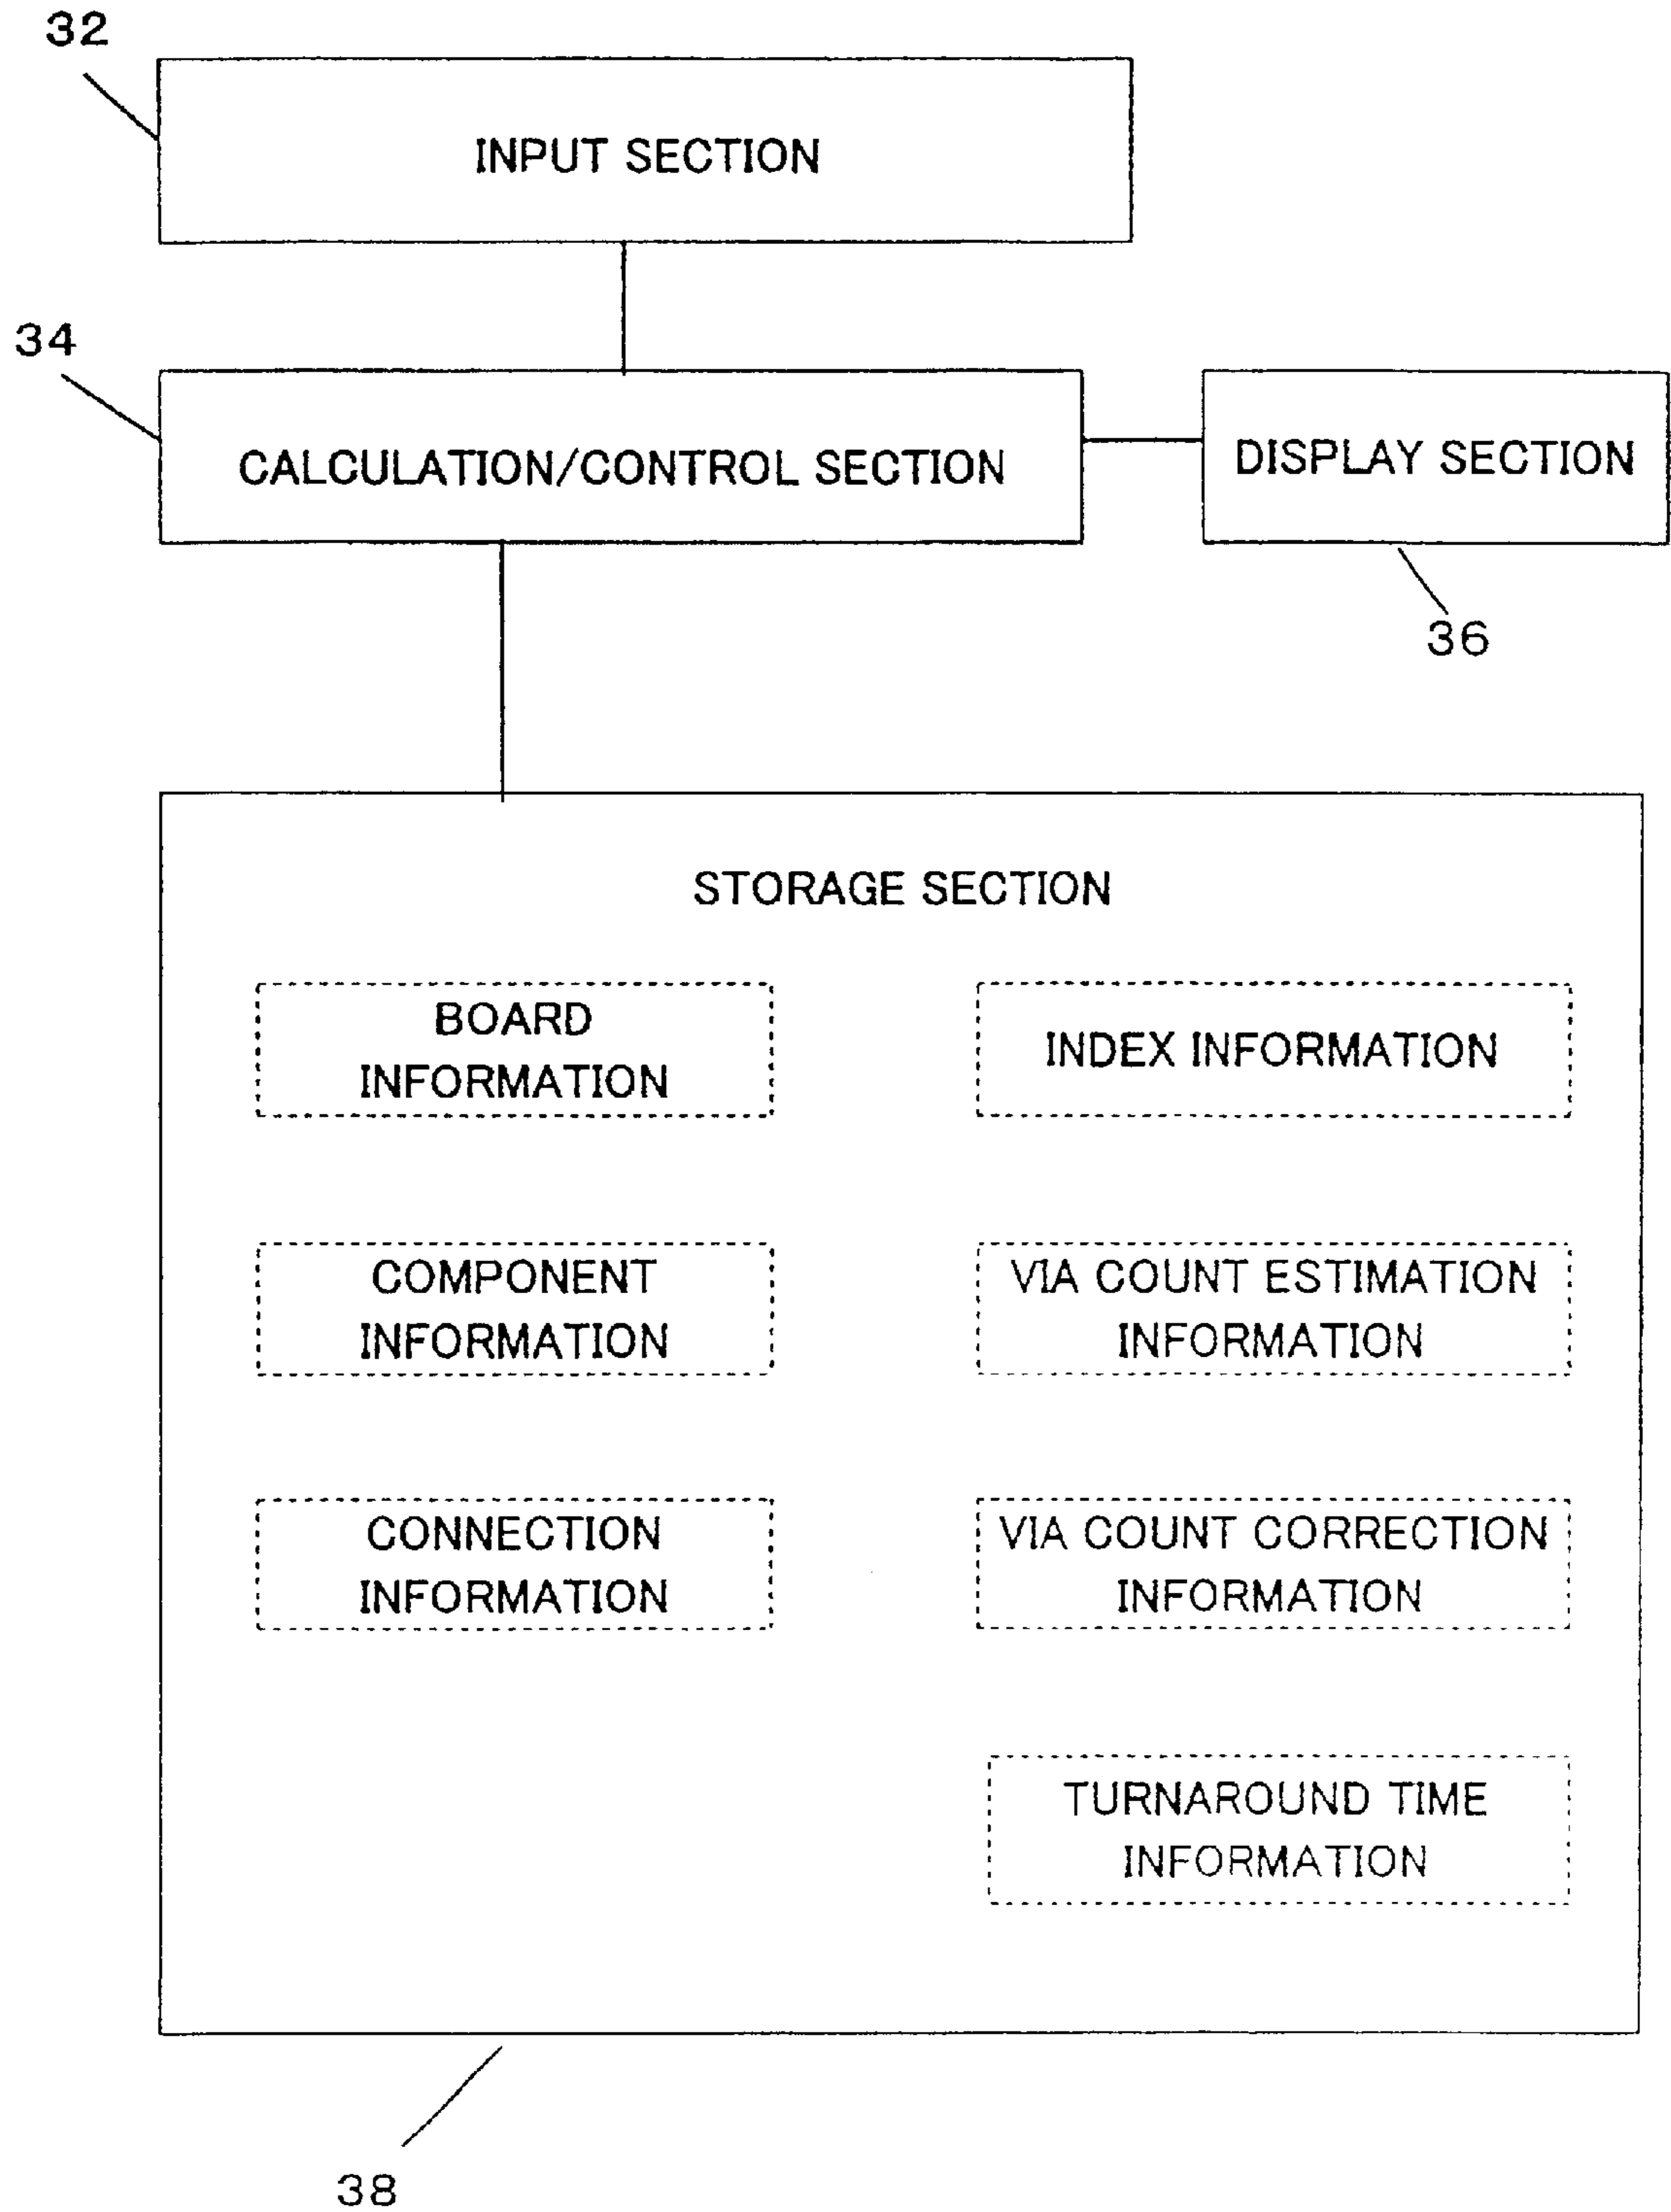 32
INPUT SECTION
34
CALCULATION/CONTROL SECTION
DISPLAY SECTION
36
STORAGE SECTION
BOARD
INFORMATION
INDEX INFORMATION
COMPONENT
INFORMATION
VIA COUNT ESTIMATION
INFORMATION
CONNECTION
INFORMATION
VIA COUNT CORRECTION
INFORMATION
TURNAROUND TIME
INFORMATION
38